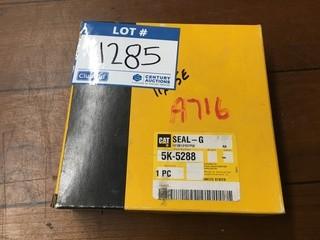 LOT #
1285
CENTURY
AUCTIONS
A716
CAT
SEAL-G
5K-5288
1 PC